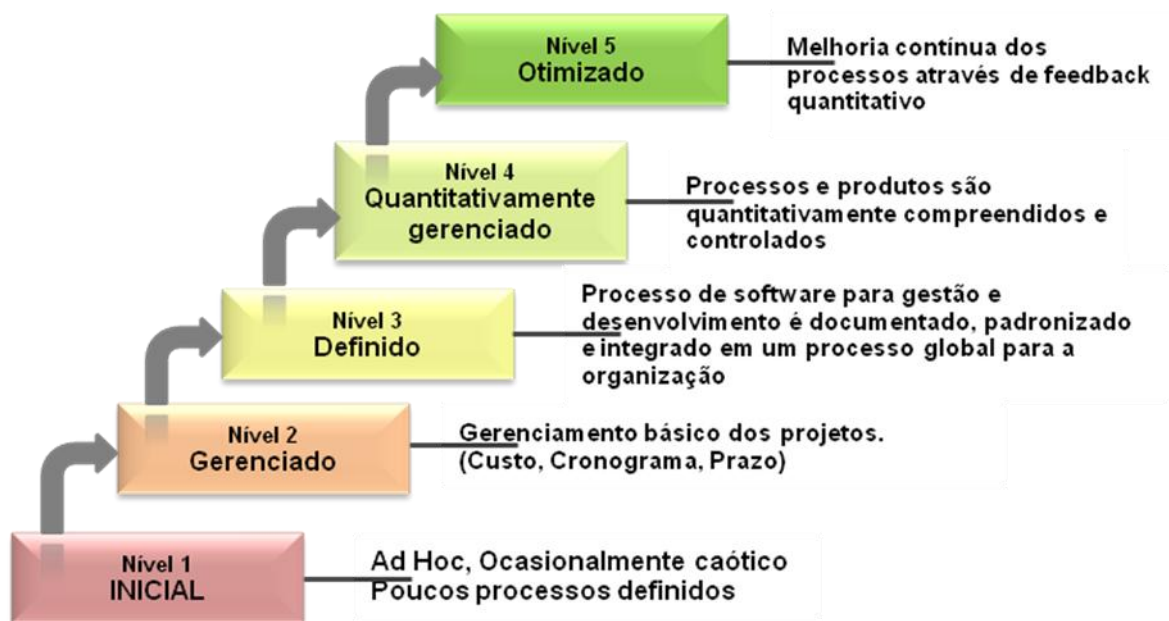 Nível 5
Otimizado
Melhoria contínua dos
processos através de feedback
quantitativo
Nível 4
Quantitativamente
gerenciado
Processos e produtos são
quantitativamente compreendidos e
controlados
Nível 3
Definido
Processo de software para gestão e
desenvolvimento é documentado, padronizado
e integrado em um processo global para a
organização
Nível 2
Gerenciado
Gerenciamento básico dos projetos.
(Custo, Cronograma, Prazo)
Nível 1
INICIAL
Ad Hoc, Ocasionalmente caótico
Poucos processos definidos